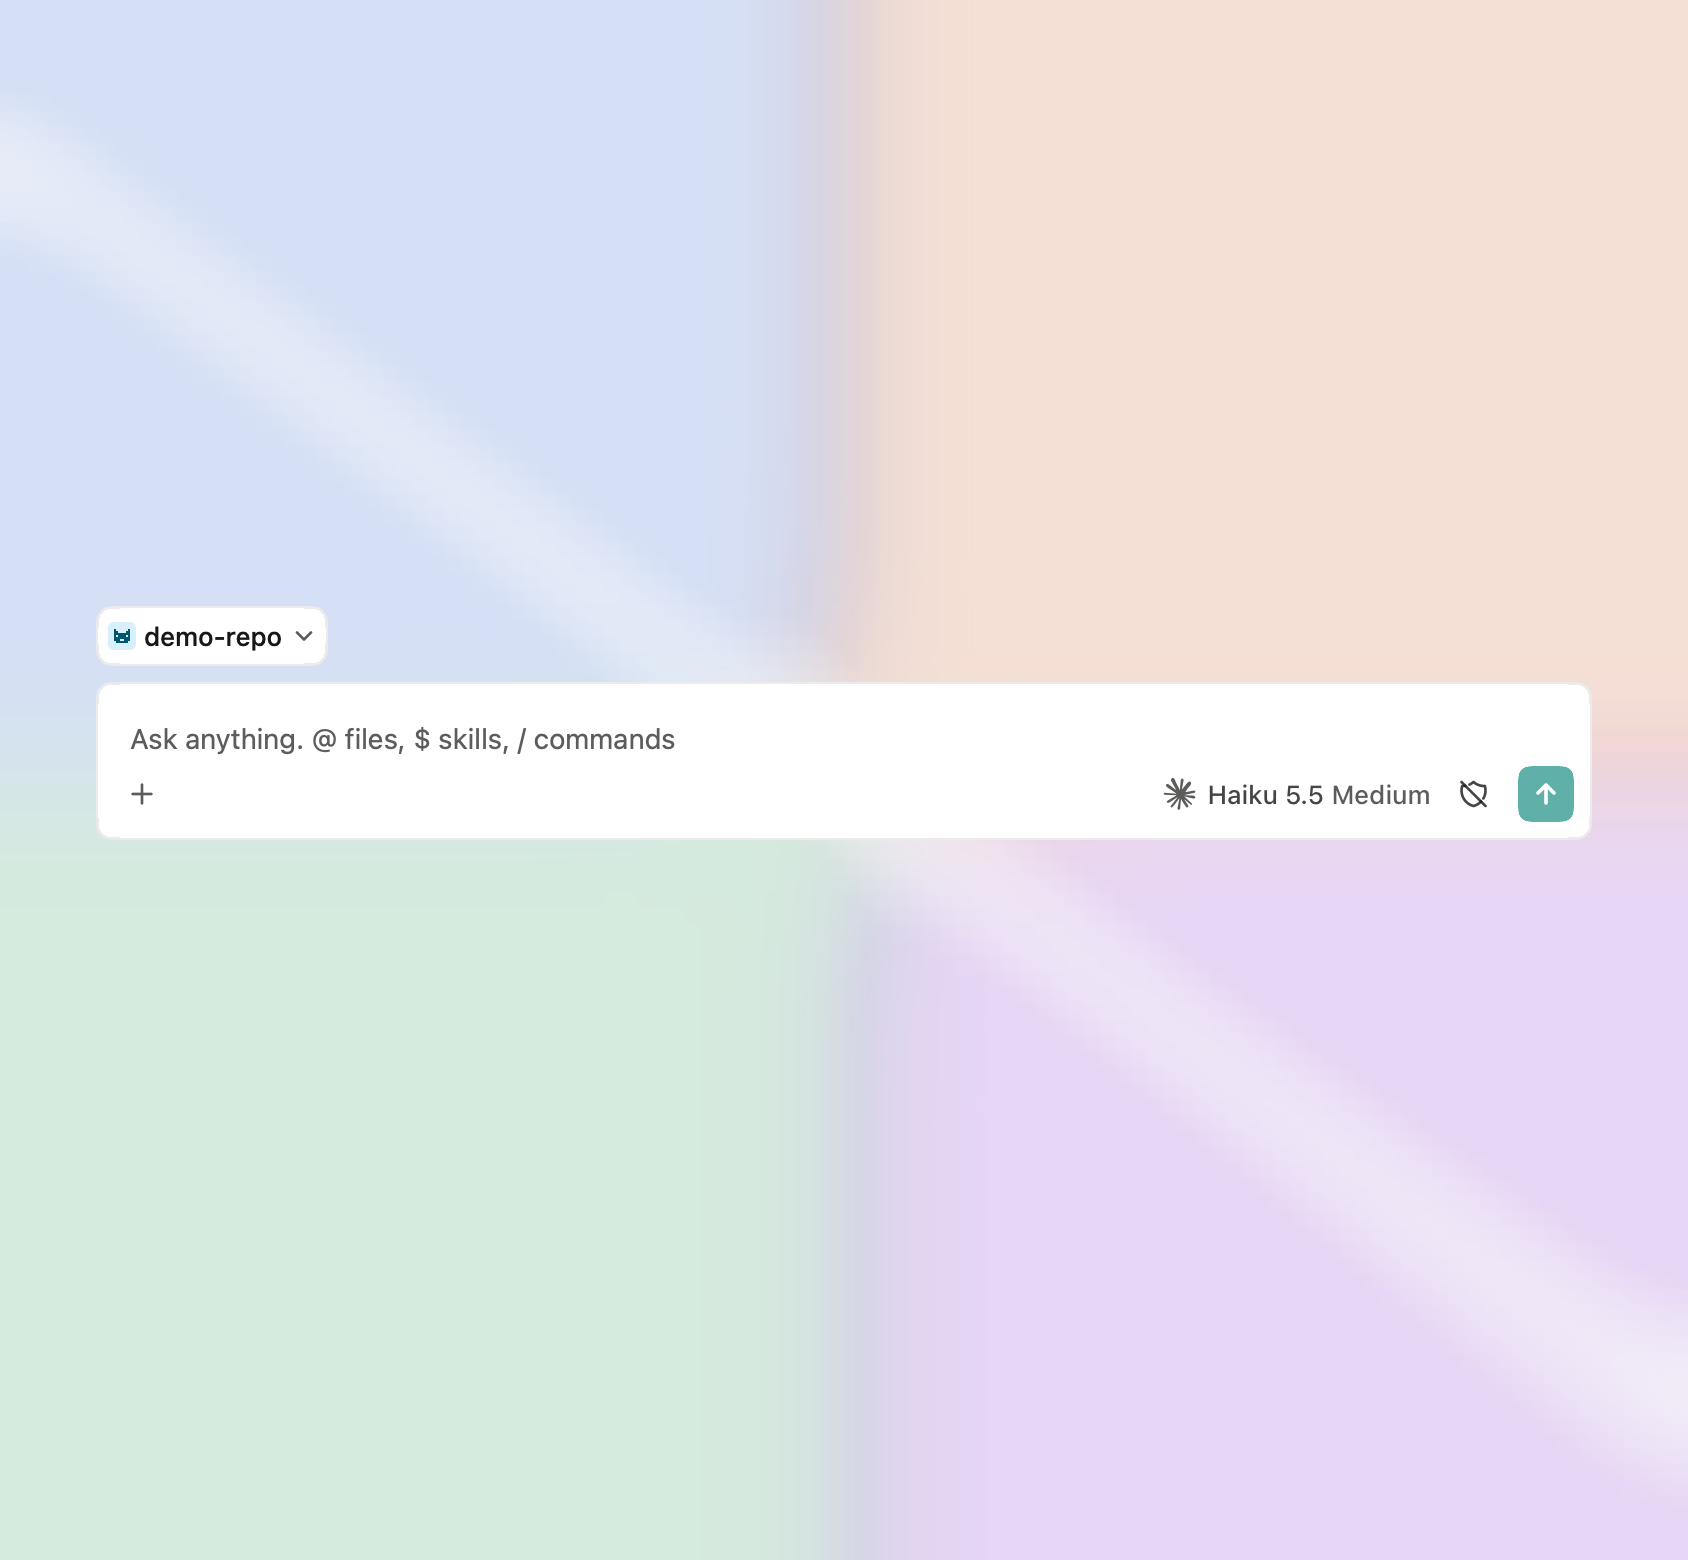 demo-repo
Ask anything. @ files, $ skills, / commands
Haiku 5.5 Medium